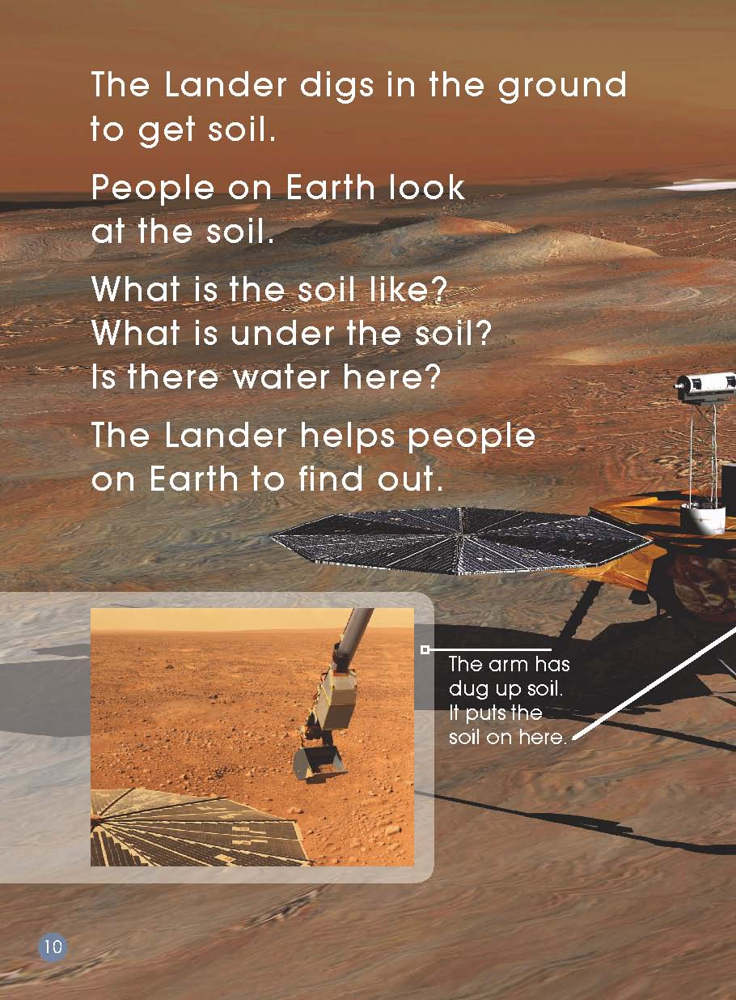 The Lander digs in the ground
to get soil.
People on Earth look
at the soil.
What is the soil like?
What is under the soil?
Is there water here?
The Lander helps people
on Earth to find out.
The arm has
dug up soil.
It puts the
soil on here.
10